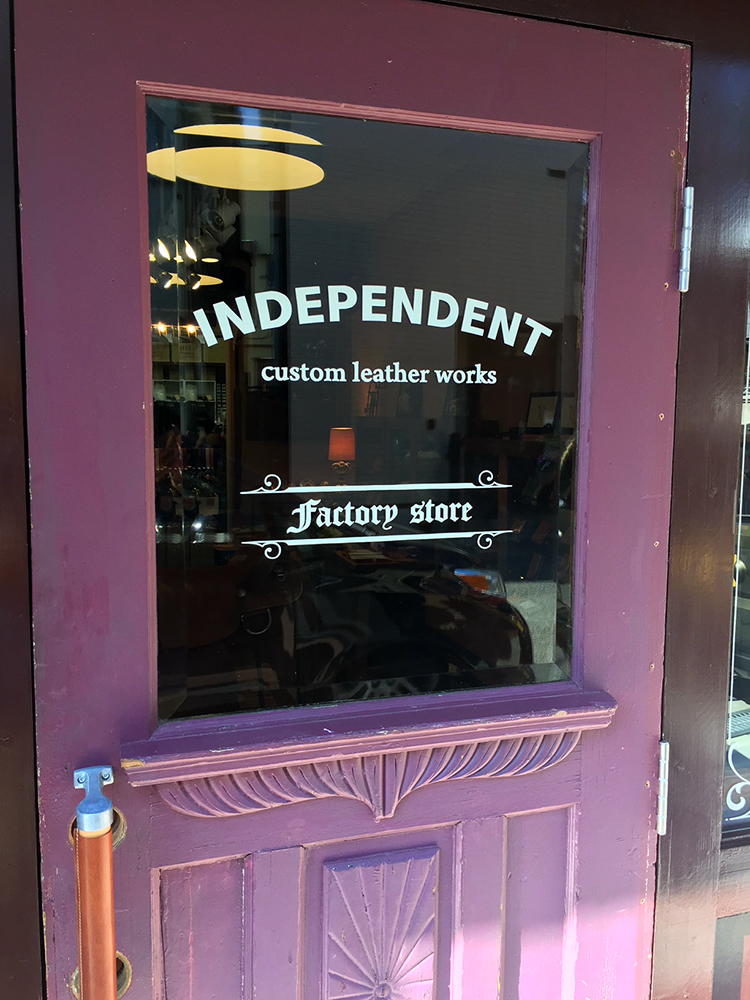 INDEPENDENT
custom leather works
Factory store